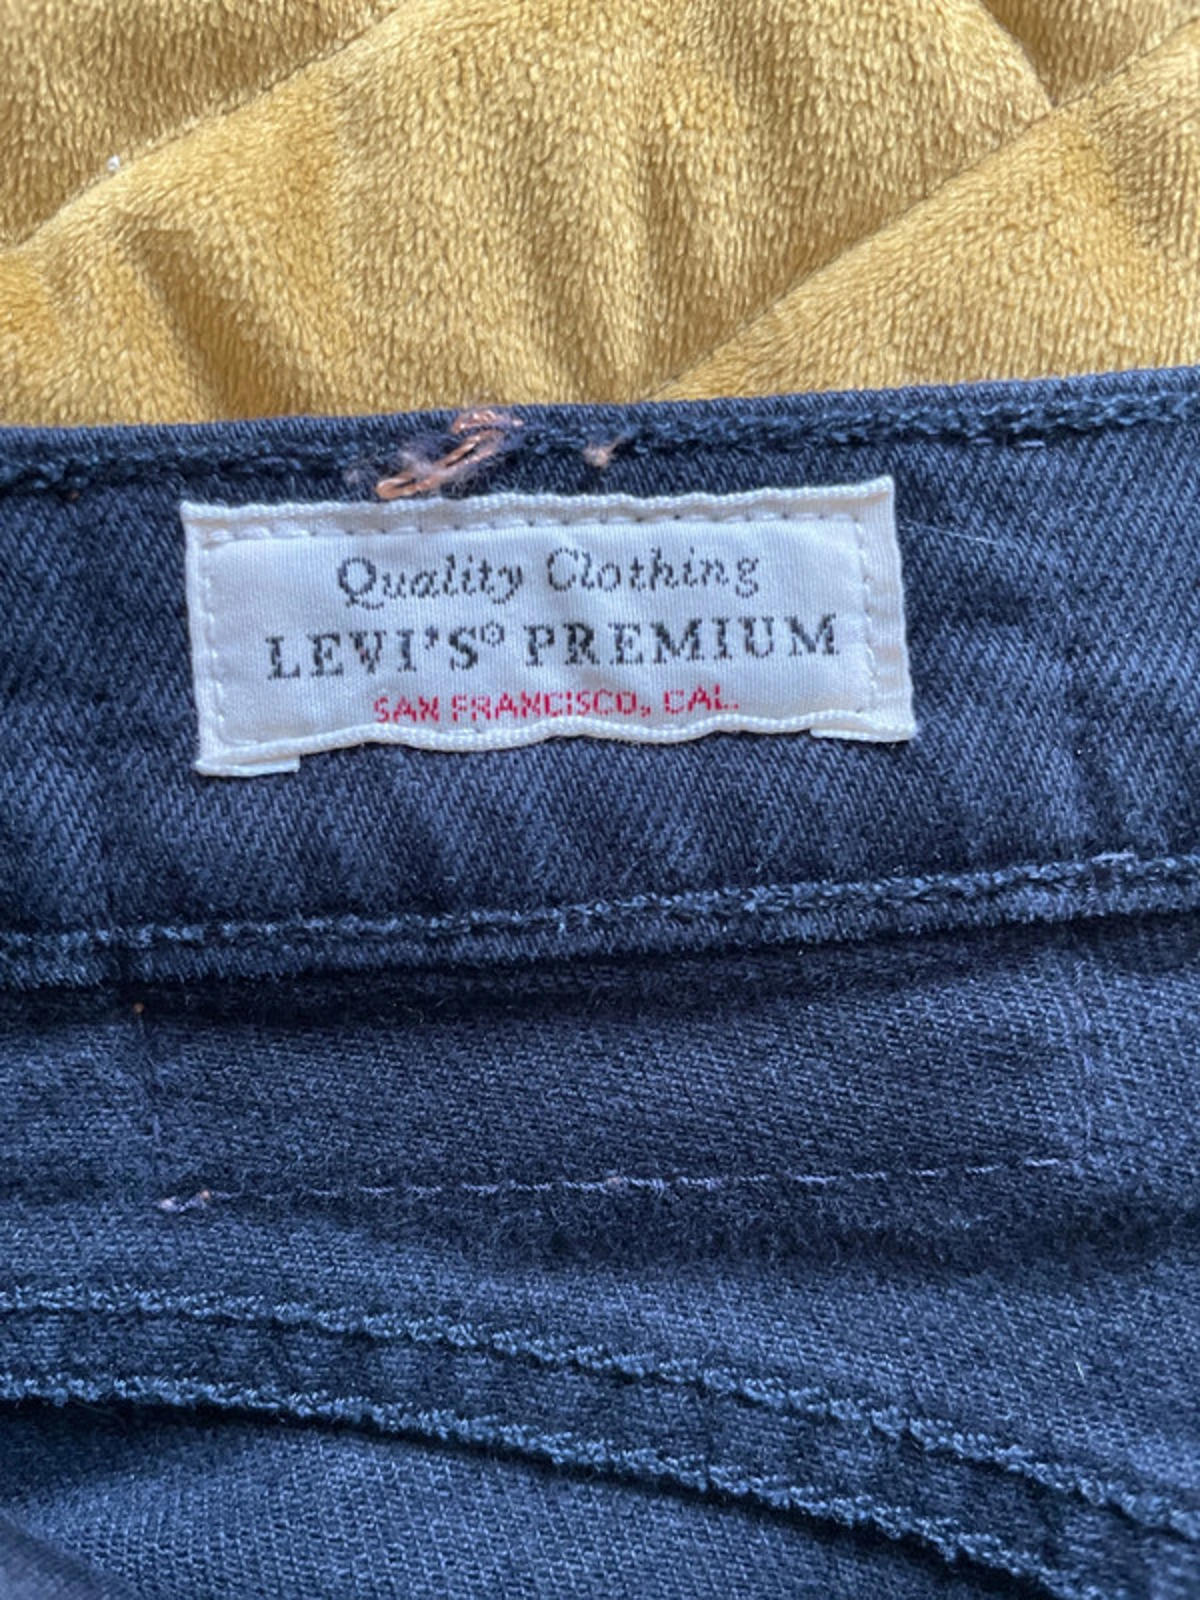 Quality Clothing
LEVI'S® PREMIUM
SAN FRANCISCO, CAL.